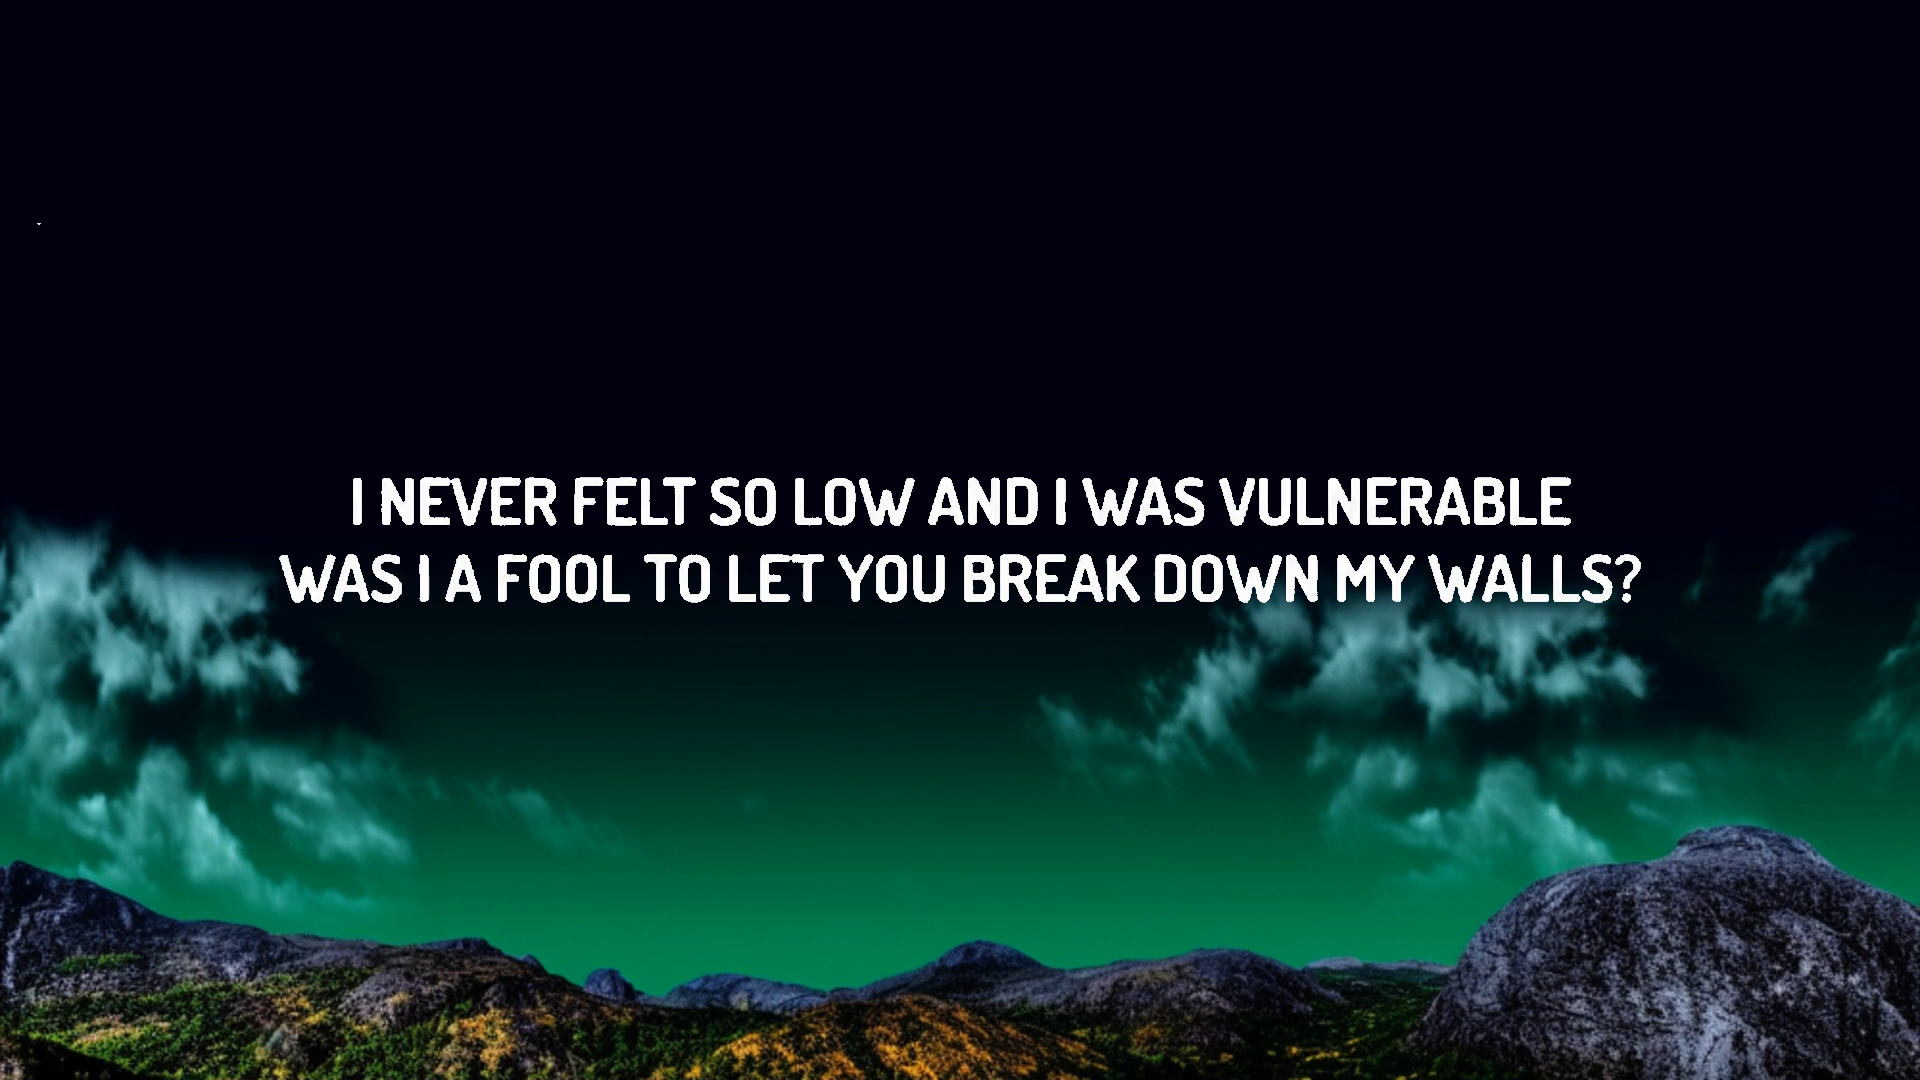 I NEVER FELT SO LOW AND I WAS VULNERABLE
WAS I A FOOL TO LET YOU BREAK DOWN MY WALLS?